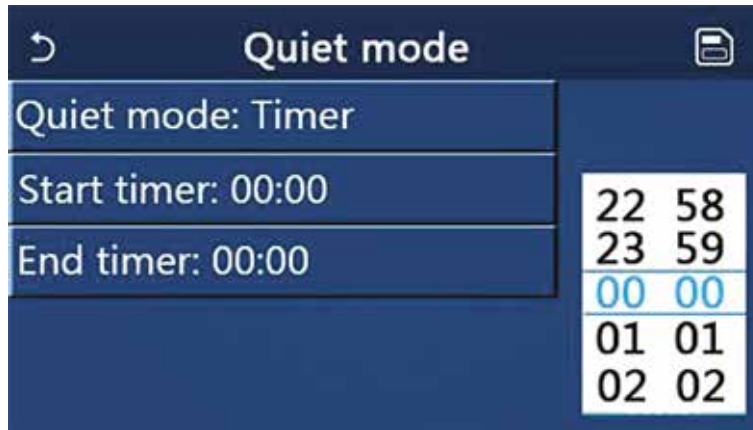 Quiet mode
Quiet mode: Timer
Start timer: 00:00
End timer: 00:00
22 58
23 59
00 00
01 01
02 02